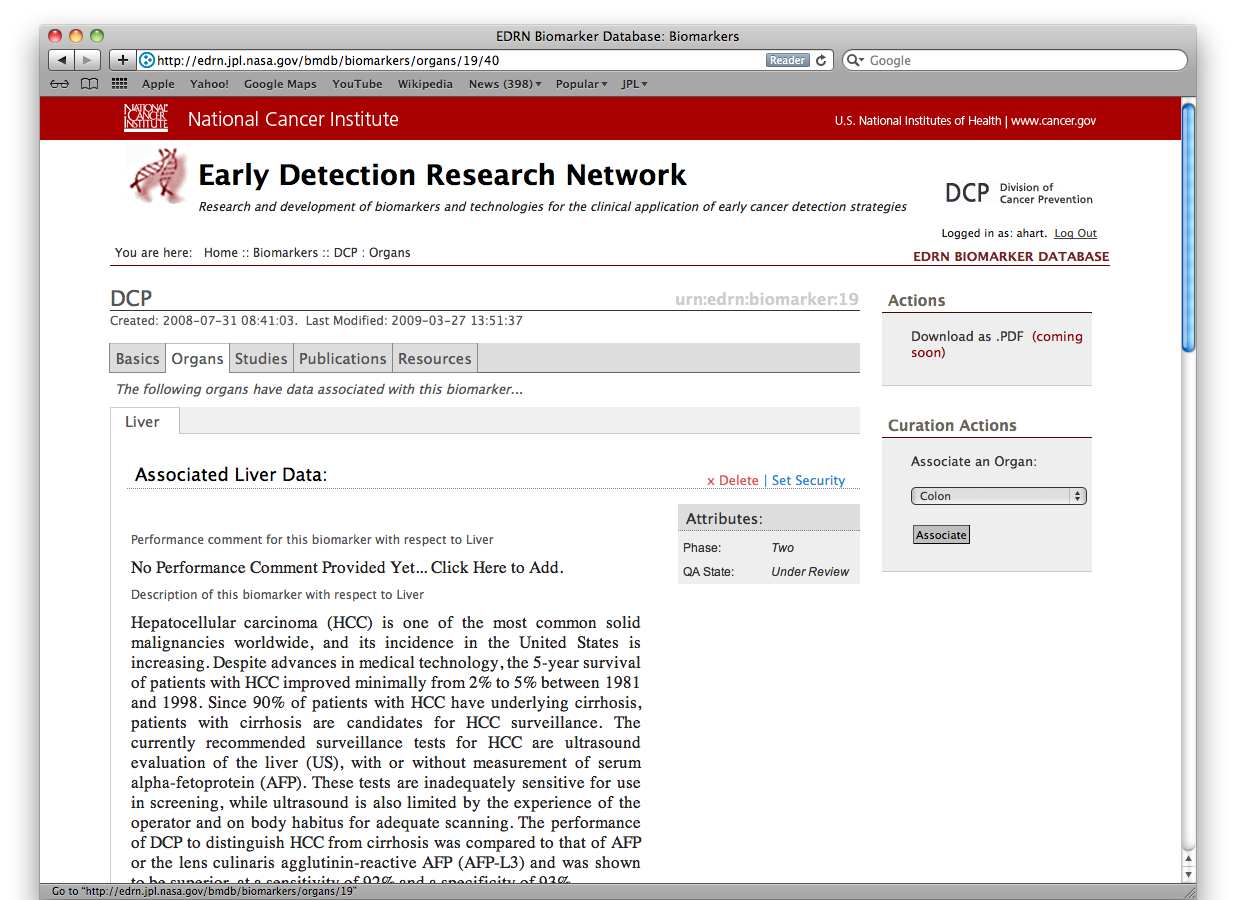 EDRN Biomarker Database: Biomarkers
http://edrn.jpl.nasa.gov/bmdb/biomarkers/organs/19/40
Reader
Google
Apple Yahoo! Google Maps YouTube Wikipedia News (398) Popular JPL
NATIONAL CANCER INSTITUTE
National Cancer Institute
U.S. National Institutes of Health | www.cancer.gov
Early Detection Research Network
Research and development of biomarkers and technologies for the clinical application of early cancer detection strategies
DCP Division of
Cancer Prevention
Logged in as: ahart. Log Out
You are here: Home :: Biomarkers :: DCP : Organs
EDRN BIOMARKER DATABASE
DCP
urn:edrn:biomarker:19
Created: 2008-07-31 08:41:03. Last Modified: 2009-03-27 13:51:37
Basics Organs Studies Publications Resources
The following organs have data associated with this biomarker...
Liver
Associated Liver Data:
x Delete | Set Security
Performance comment for this biomarker with respect to Liver
No Performance Comment Provided Yet... Click Here to Add.
Description of this biomarker with respect to Liver
Hepatocellular carcinoma (HCC) is one of the most common solid
malignancies worldwide, and its incidence in the United States is
increasing. Despite advances in medical technology, the 5-year survival
of patients with HCC improved minimally from 2% to 5% between 1981
and 1998. Since 90% of patients with HCC have underlying cirrhosis,
patients with cirrhosis are candidates for HCC surveillance. The
currently recommended surveillance tests for HCC are ultrasound
evaluation of the liver (US), with or without measurement of serum
alpha-fetoprotein (AFP). These tests are inadequately sensitive for use
in screening, while ultrasound is also limited by the experience of the
operator and on body habitus for adequate scanning. The performance
of DCP to distinguish HCC from cirrhosis was compared to that of AFP
or the lens culinaris agglutinin-reactive AFP (AFP-L3) and was shown
to be superior, at a sensitivity of 92% and a specificity of 93%
Attributes:
Phase: Two
QA State: Under Review
Actions
Download as .PDF (coming
soon)
Curation Actions
Associate an Organ:
Colon
Associate
Go to "http://edrn.jpl.nasa.gov/bmdb/biomarkers/organs/19"